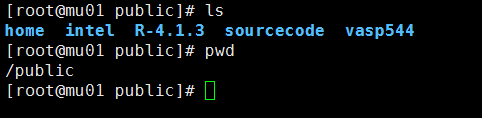 [root@mu01 public]# ls
home  intel  R-4.1.3  sourcecode  vasp544
[root@mu01 public]# pwd
/public
[root@mu01 public]#